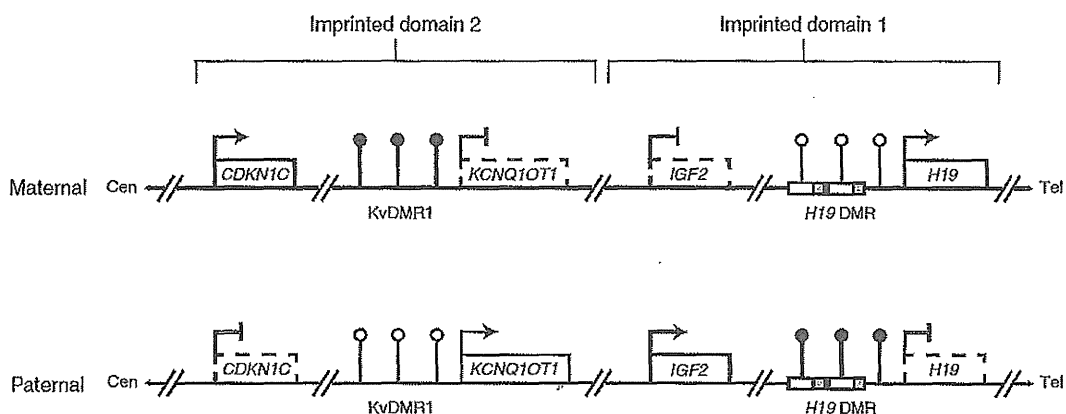 Imprinted domain 2 Imprinted domain 1
CDKN1C KCNQ1OT1 IGF2 H19
Maternal Cen Tel
KvDMR1 H19 DMR
CDKN1C KCNQ1OT1 IGF2 H19
Paternal Cen Tel
KvDMR1 H19 DMR